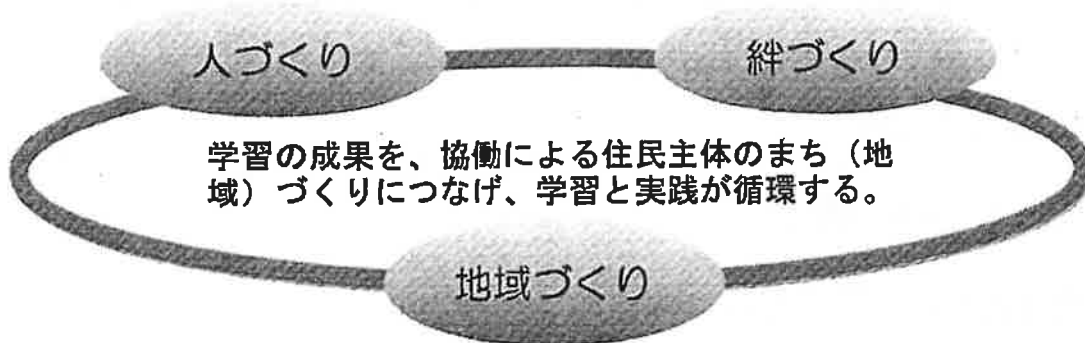 人づくり
絆づくり
学習の成果を、協働による住民主体のまち（地
域）づくりにつなげ、学習と実践が循環する。
地域づくり